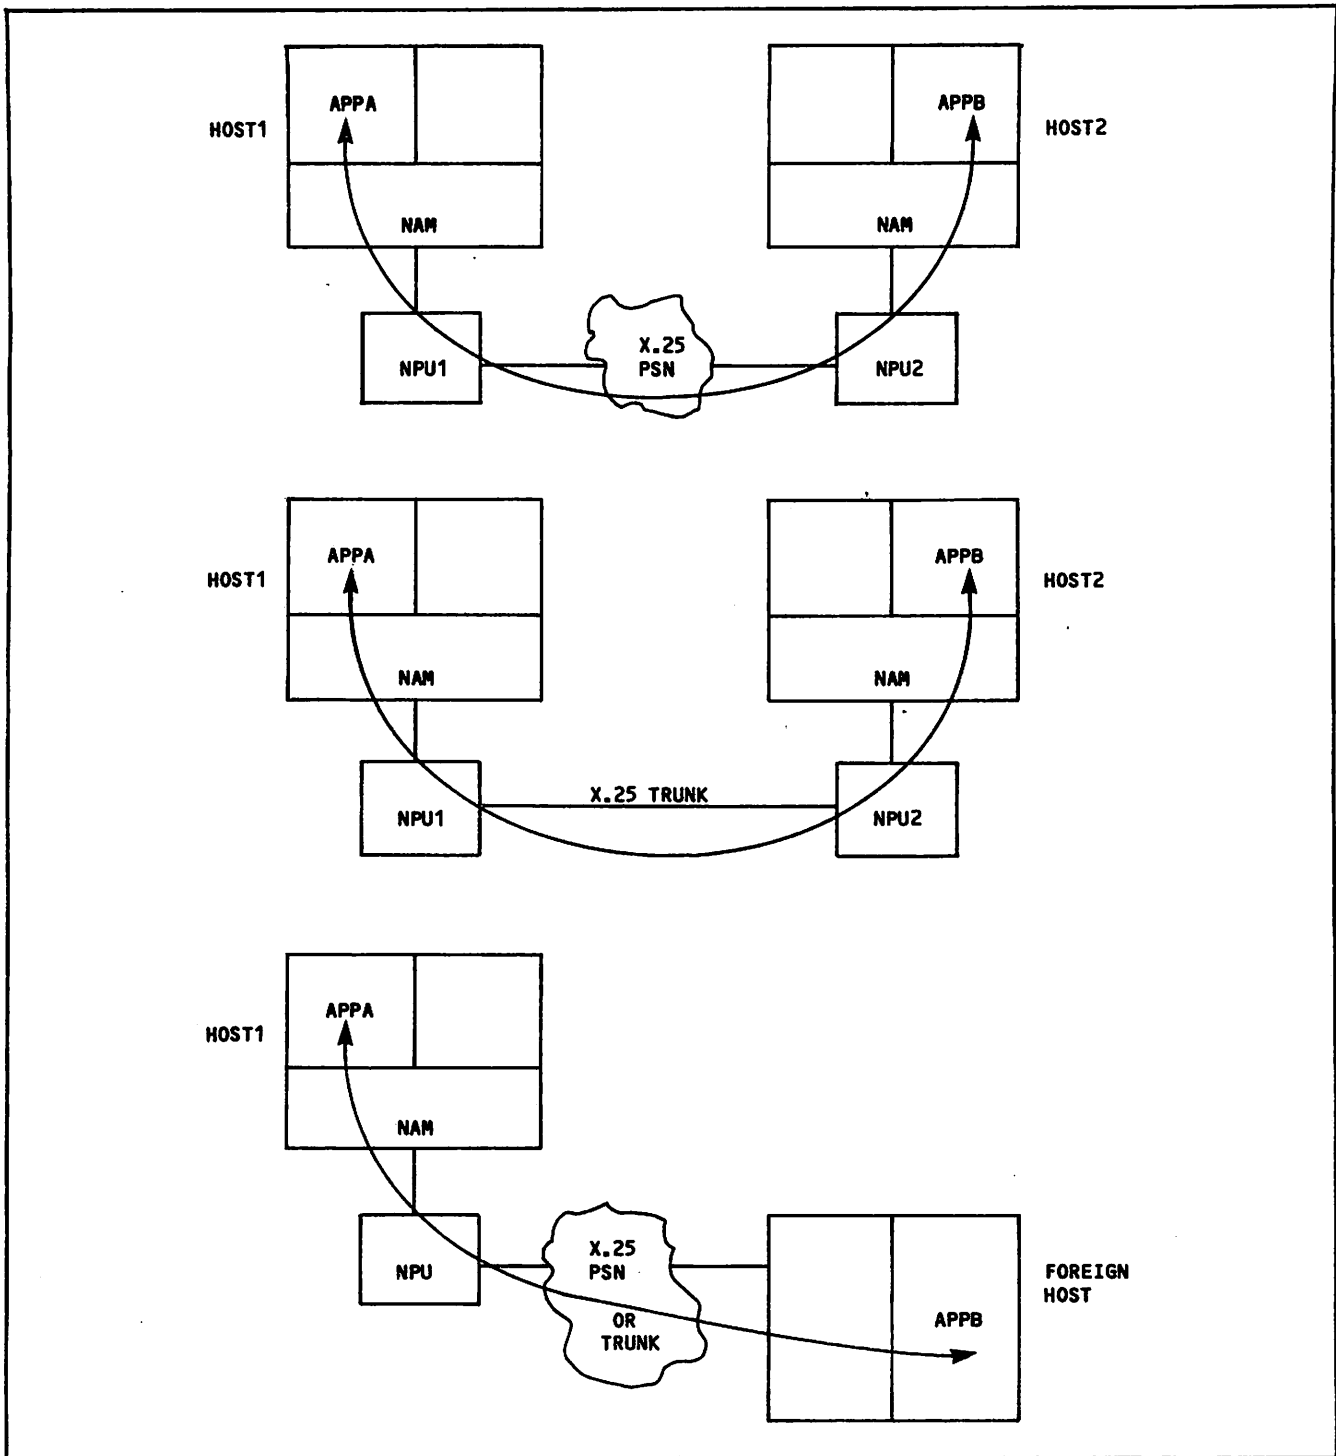 APPA
APPB
HOST1
HOST2
NAM
NAM
X.25
PSN
NPU1
NPU2
APPA
APPB
HOST1
HOST2
NAM
NAM
X.25 TRUNK
NPU1
NPU2
APPA
HOST1
NAM
X.25
PSN
NPU
FOREIGN
HOST
OR
TRUNK
APPB